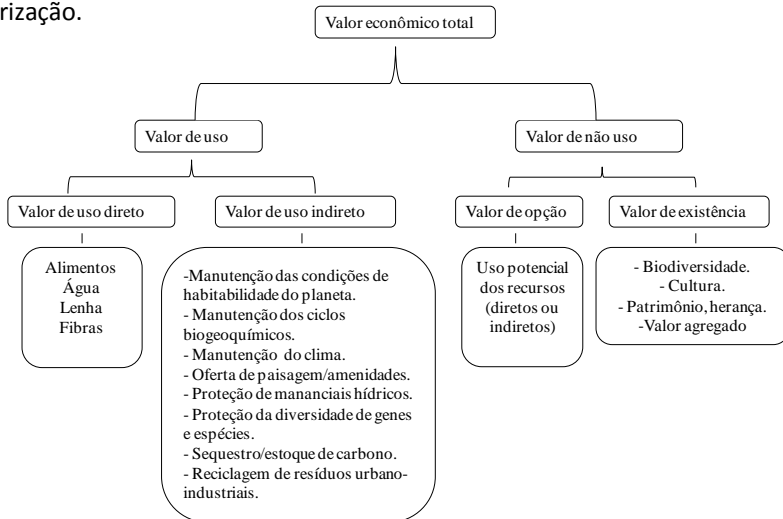 rização.
Valor econômico total
Valor de uso
Valor de não uso
Valor de uso direto
Valor de uso indireto
Valor de opção
Valor de existência
Alimentos
Água
Lenha
Fibras
-Manutenção das condições de
habitabilidade do planeta.
- Manutenção dos ciclos
biogeoquímicos.
- Manutenção do clima.
- Oferta de paisagem/amenidades.
- Proteção de mananciais hídricos.
- Proteção da diversidade de genes
e espécies.
- Sequestro/estoque de carbono.
- Reciclagem de resíduos urbano-
industriais.
Uso potencial
dos recursos
(diretos ou
indiretos)
- Biodiversidade.
- Cultura.
- Patrimônio, herança.
-Valor agregado